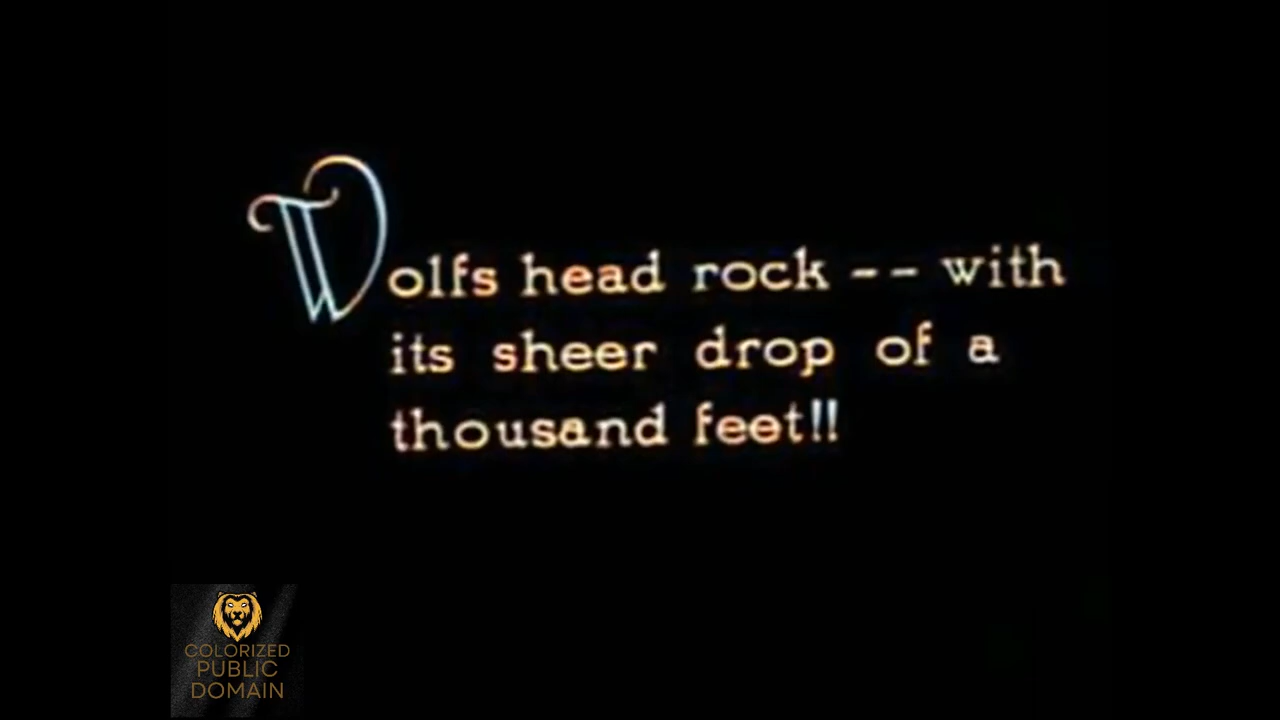 Wolfs head rock -- with
its sheer drop of a
thousand feet!!
COLORIZED
PUBLIC
DOMAIN